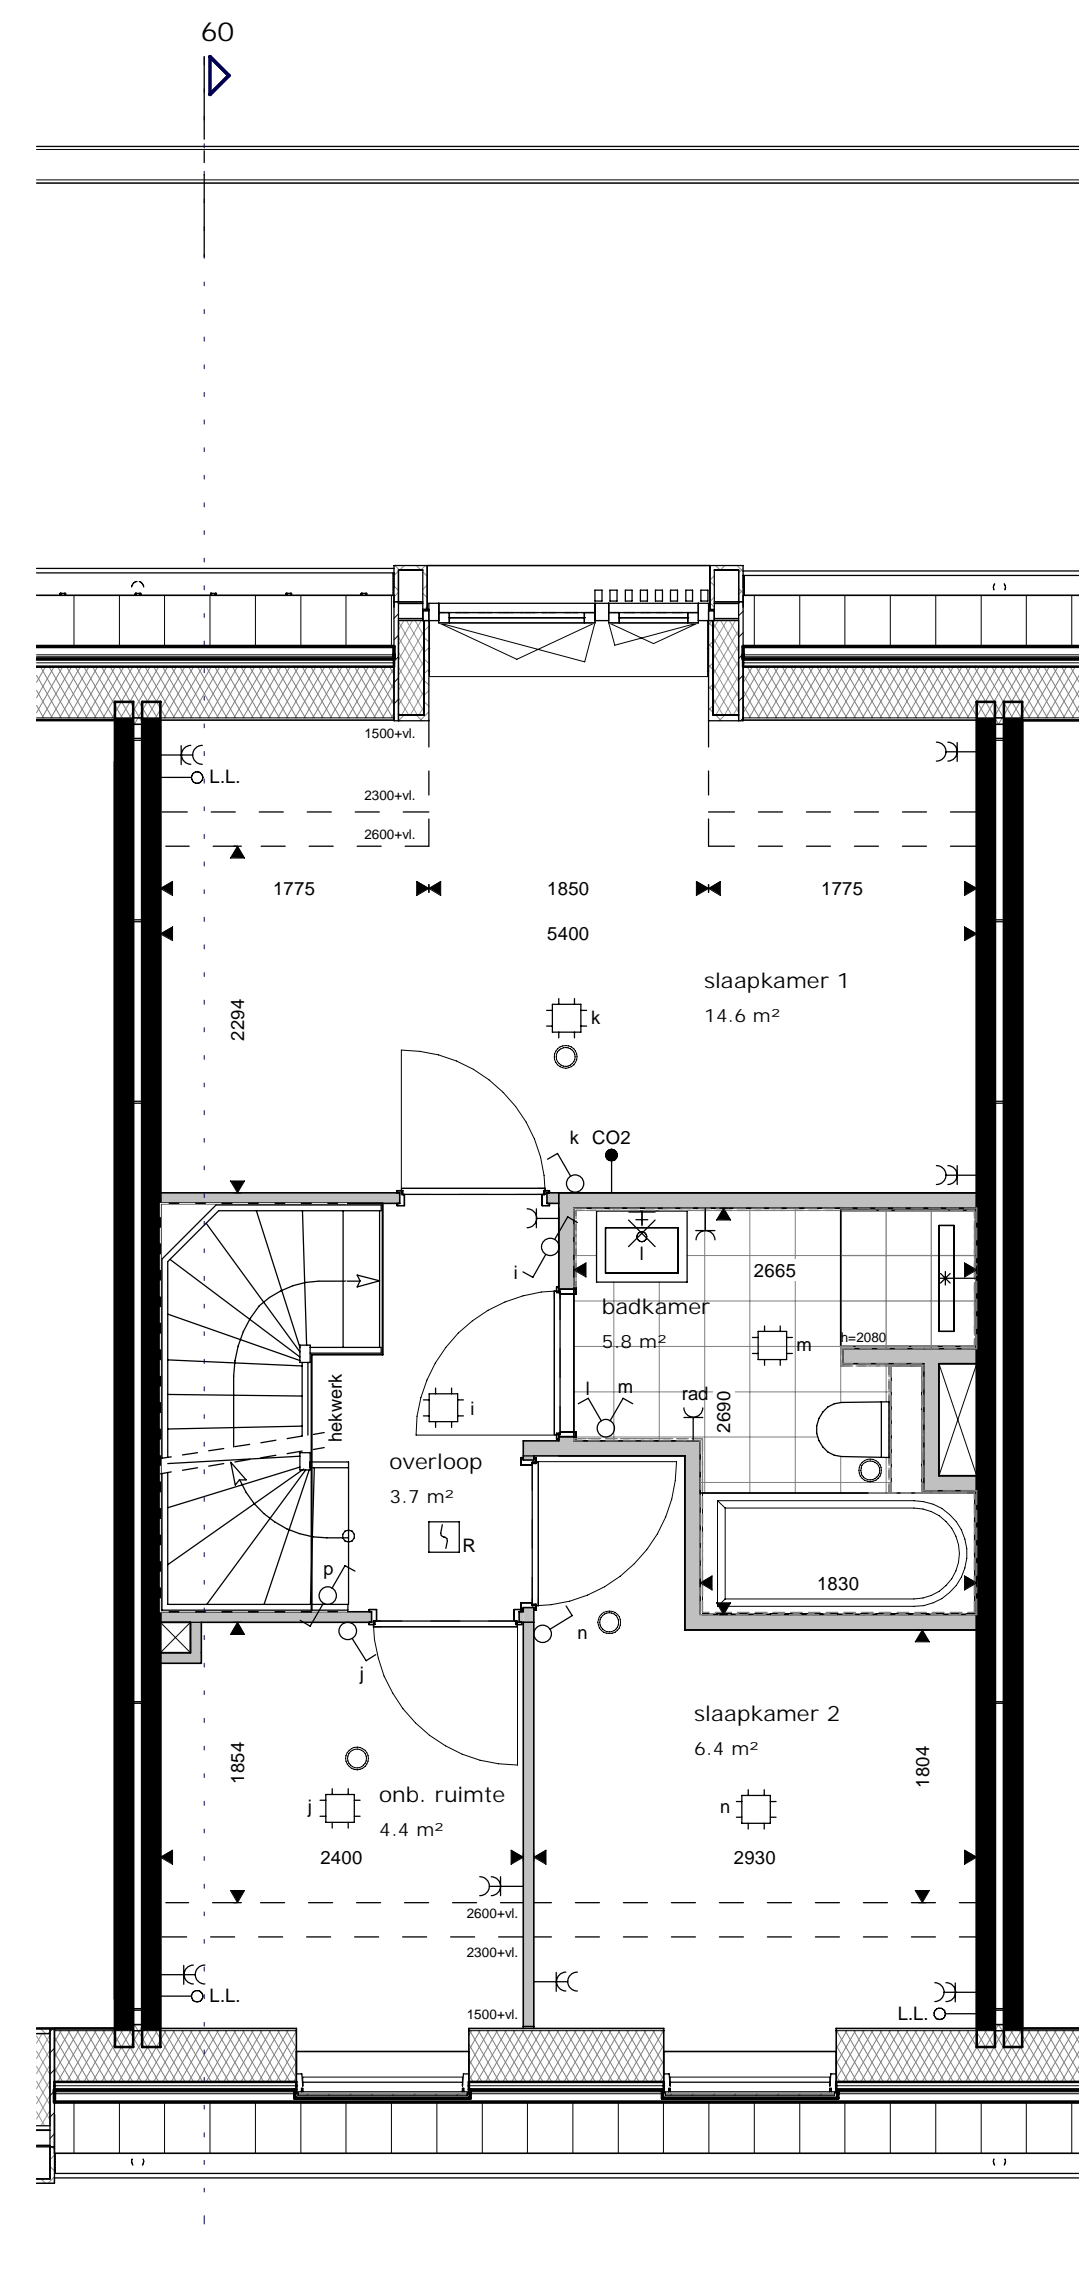 60
1500+vl.
L.L.
2300+vl.
2600+vl.
1775
1850
1775
5400
slaapkamer 1
14.6 m²
2294
k
k
CO2
i
2665
badkamer
5.8 m²
m
h=2080
l
m
rad
2690
hekwerk
i
overloop
3.7 m²
R
p
1830
n
j
slaapkamer 2
6.4 m²
1854
1804
onb. ruimte
4.4 m²
j
n
2400
2930
2600+vl.
2300+vl.
L.L.
1500+vl.
L.L.